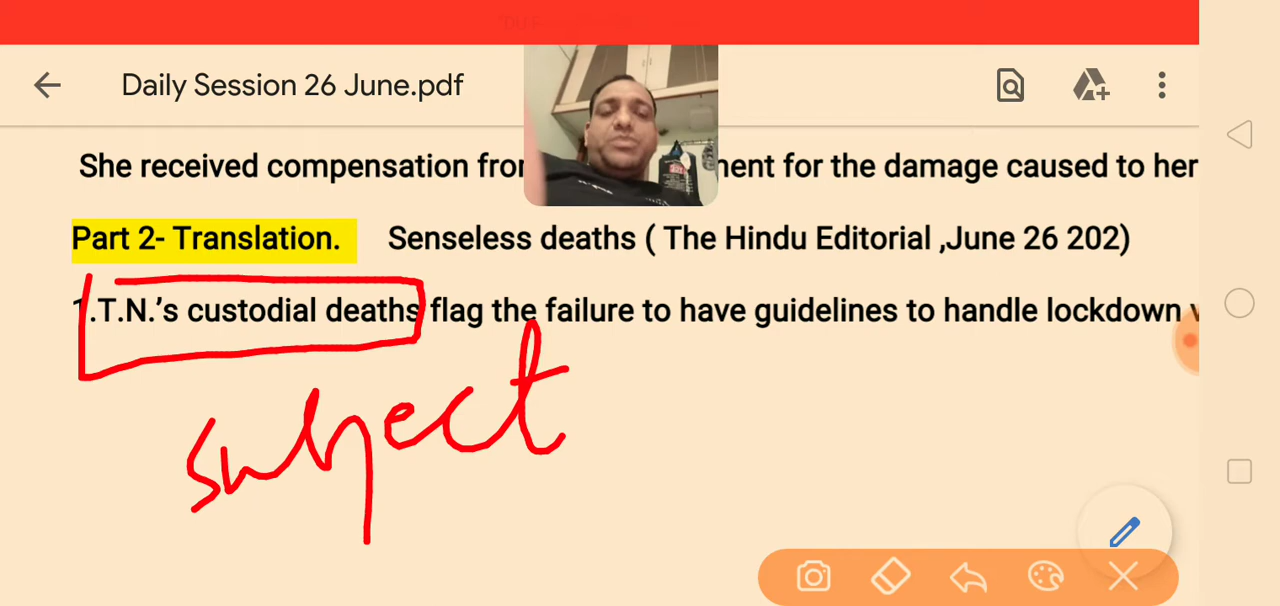 Daily Session 26 June.pdf
She received compensation for the damage caused to her
Part 2- Translation. Senseless deaths ( The Hindu Editorial ,June 26 202)
1.T.N.'s custodial deaths flag the failure to have guidelines to handle lockdown
subject